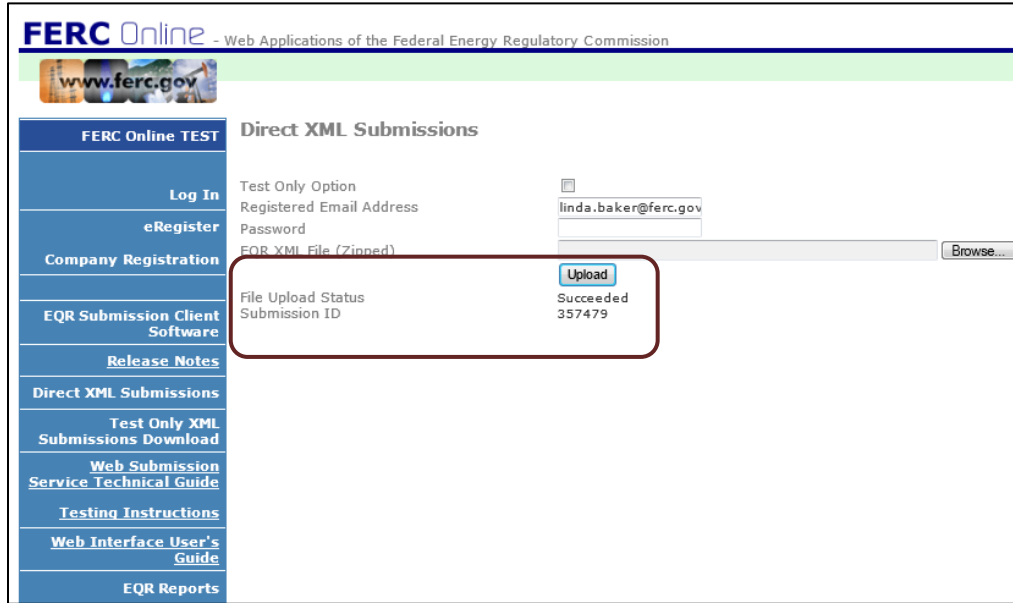 FERC Online - Web Applications of the Federal Energy Regulatory Commission
www.ferc.gov
FERC Online TEST
Log In
eRegister
Company Registration
EQR Submission Client
Software
Release Notes
Direct XML Submissions
Test Only XML
Submissions Download
Web Submission
Service Technical Guide
Testing Instructions
Web Interface User's
Guide
EQR Reports
Direct XML Submissions
Test Only Option
Registered Email Address linda.baker@ferc.gov
Password
EQR XML File (Zipped) Browse...
Upload
File Upload Status Succeeded
Submission ID 357479